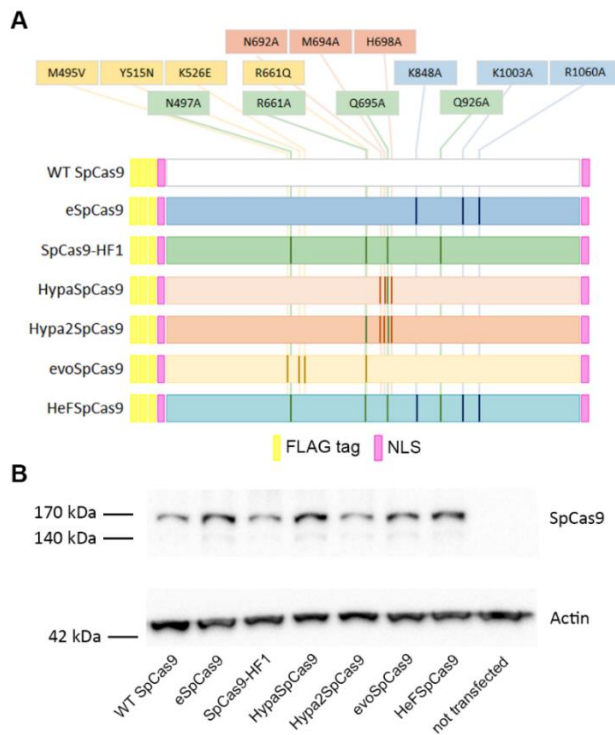 A
N692A M694A H698A
M495V Y515N K526E R661Q K848A K1003A R1060A
N497A R661A Q695A Q926A
WT SpCas9
eSpCas9
SpCas9-HF1
HypaSpCas9
Hypa2SpCas9
evoSpCas9
HeFSpCas9
FLAG tag NLS
B
170 kDa SpCas9
140 kDa
Actin
42 kDa
WT SpCas9 eSpCas9 SpCas9-HF1 HypaSpCas9 Hypa2SpCas9 evoSpCas9 HeFSpCas9 not transfected